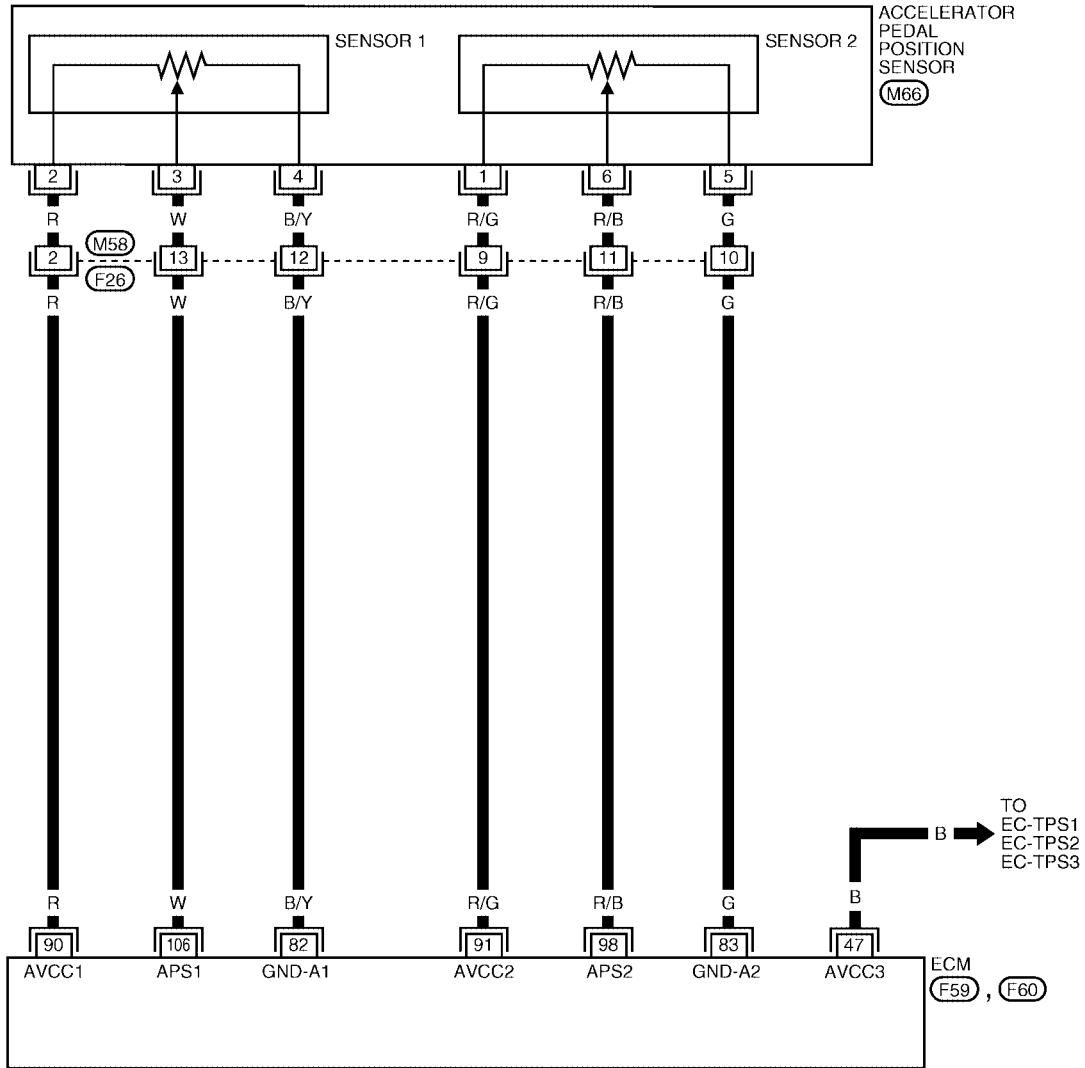 SENSOR 1
SENSOR 2
ACCELERATOR
PEDAL
POSITION
SENSOR
M66
2 3 4 1 6 5
R W B/Y R/G R/B G
M58
2 13 12 9 11 10
F26
R W B/Y R/G R/B G
TO
EC-TPS1
EC-TPS2
EC-TPS3
B
R W B/Y R/G R/B G B
90 106 82 91 98 83 47
AVCC1 APS1 GND-A1 AVCC2 APS2 GND-A2 AVCC3
ECM
F59 , F60